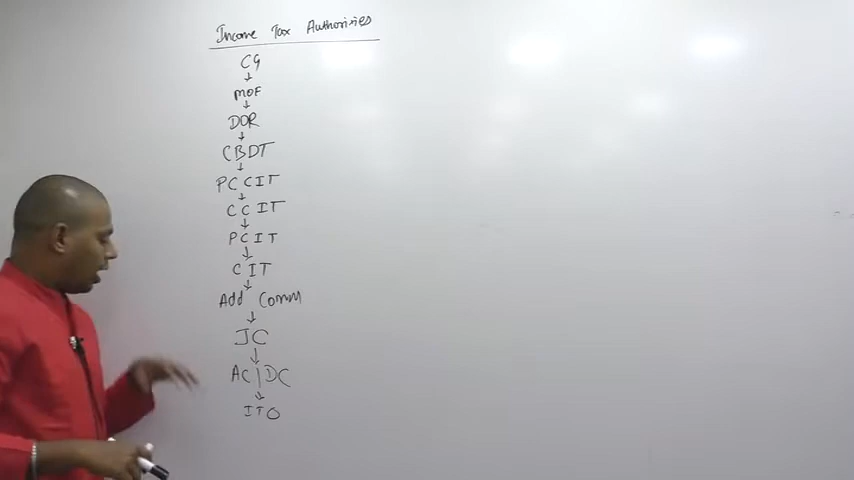 Income Tax Authorities
CG
↓
MOF
↓
DOR
↓
CBDT
↓
PCCIT
↓
CCIT
↓
PCIT
↓
CIT
↓
Add Comm
↓
JC
↓
AC|DC
↓
ITO